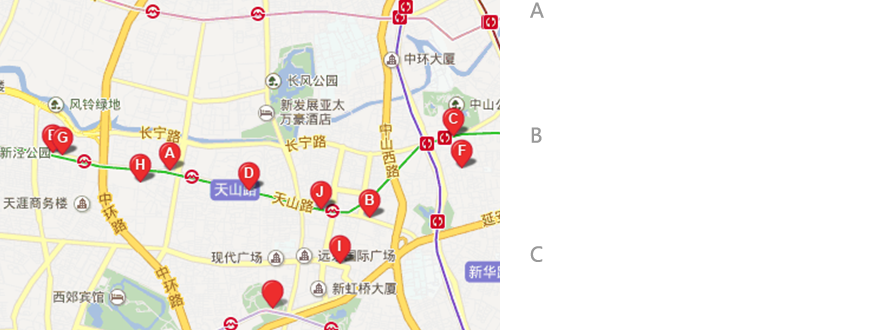 A
中环大厦
长风公园
风铃绿地
新发展亚太
万豪酒店
中山公
C
长宁路
长宁路
中山西路
B
G
新泾公园
A
H
F
D
天山路
J
天山路
B
天涯商务楼
中环路
延安
I
现代广场
国际广场
C
中环路
新华路
新虹桥大厦
西郊宾馆